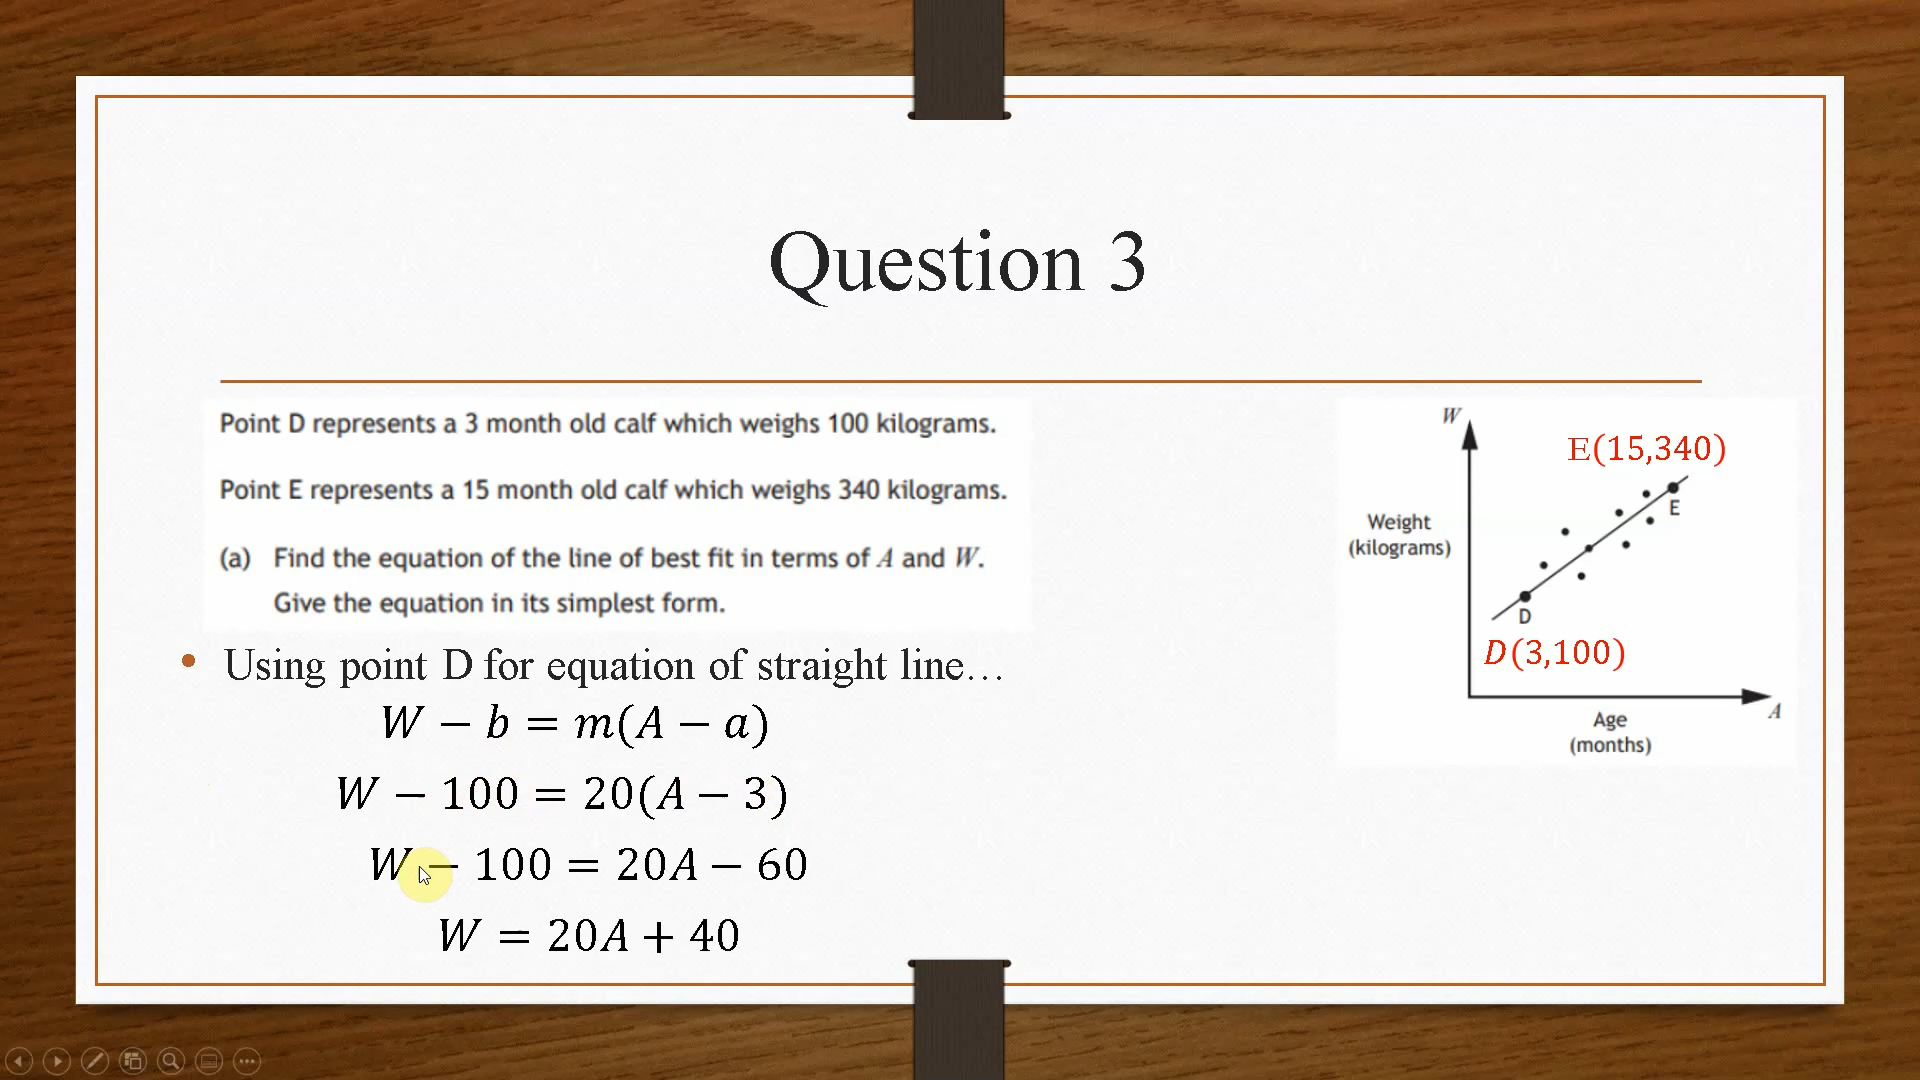 Question 3
Point D represents a 3 month old calf which weighs 100 kilograms.
Point E represents a 15 month old calf which weighs 340 kilograms.
(a) Find the equation of the line of best fit in terms of A and W.
Give the equation in its simplest form.
• Using point D for equation of straight line…
W − b = m(A − a)
W − 100 = 20(A − 3)
W − 100 = 20A − 60
W = 20A + 40
W
E(15,340)
Weight
(kilograms)
E
D
D(3,100)
A
Age
(months)